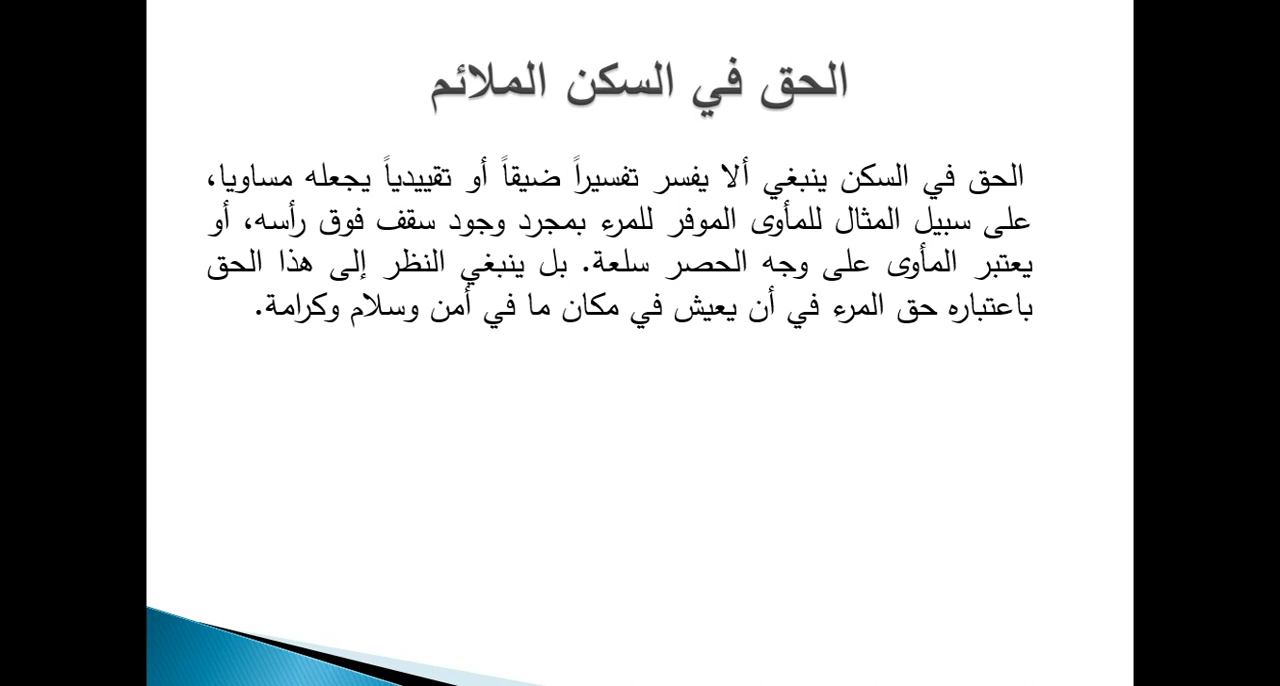 الحق في السكن الملائم
الحق في السكن ينبغي ألا يفسر تفسيراً ضيقاً أو تقييدياً يجعله مساويا،
على سبيل المثال للمأوى الموفر للمرء بمجرد وجود سقف فوق رأسه، أو
يعتبر المأوى على وجه الحصر سلعة. بل ينبغي النظر إلى هذا الحق
باعتباره حق المرء في أن يعيش في مكان ما في أمن وسلام وكرامة.